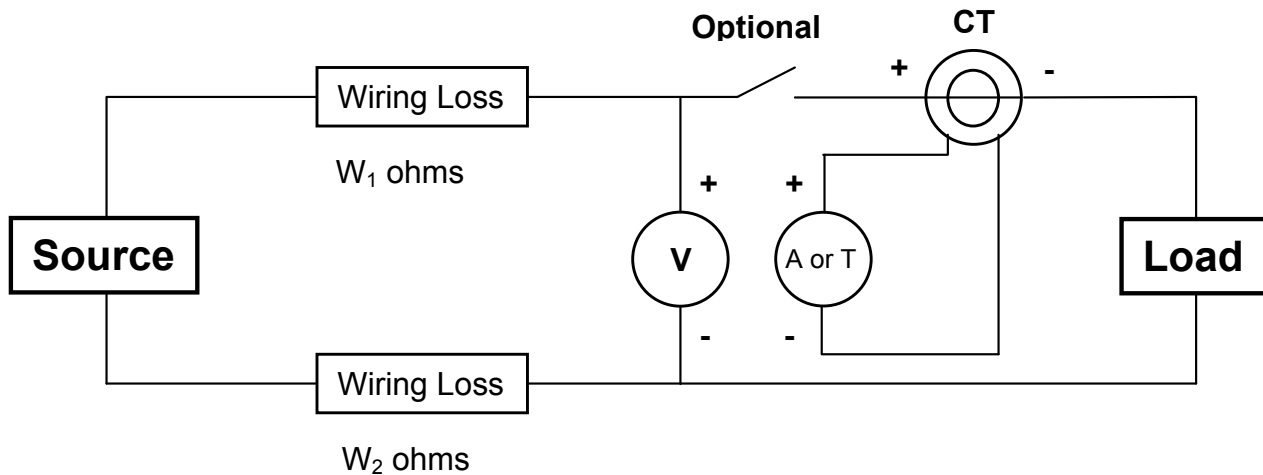 CT
Optional
+ -
Wiring Loss
W₁ ohms
+ +
Source
V
A or T
Load
- -
Wiring Loss
W₂ ohms